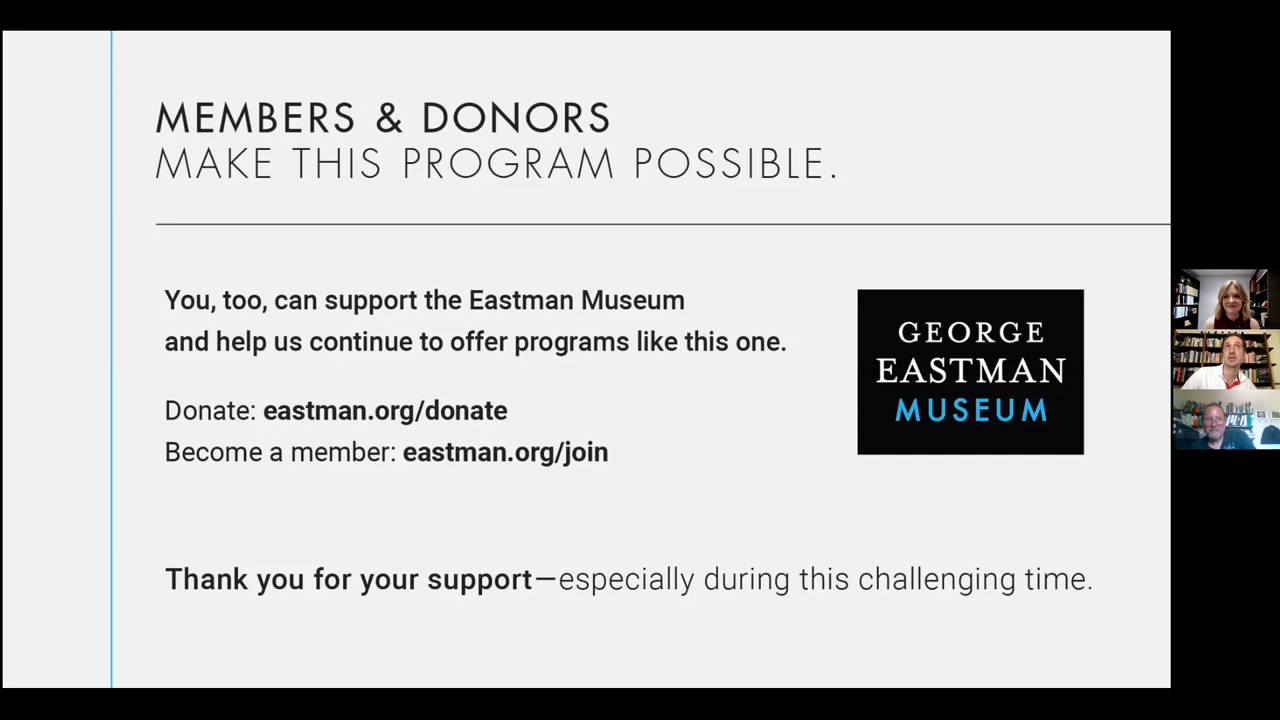 MEMBERS & DONORS
MAKE THIS PROGRAM POSSIBLE.
You, too, can support the Eastman Museum
and help us continue to offer programs like this one.
Donate: eastman.org/donate
Become a member: eastman.org/join
GEORGE
EASTMAN
MUSEUM
Thank you for your support—especially during this challenging time.